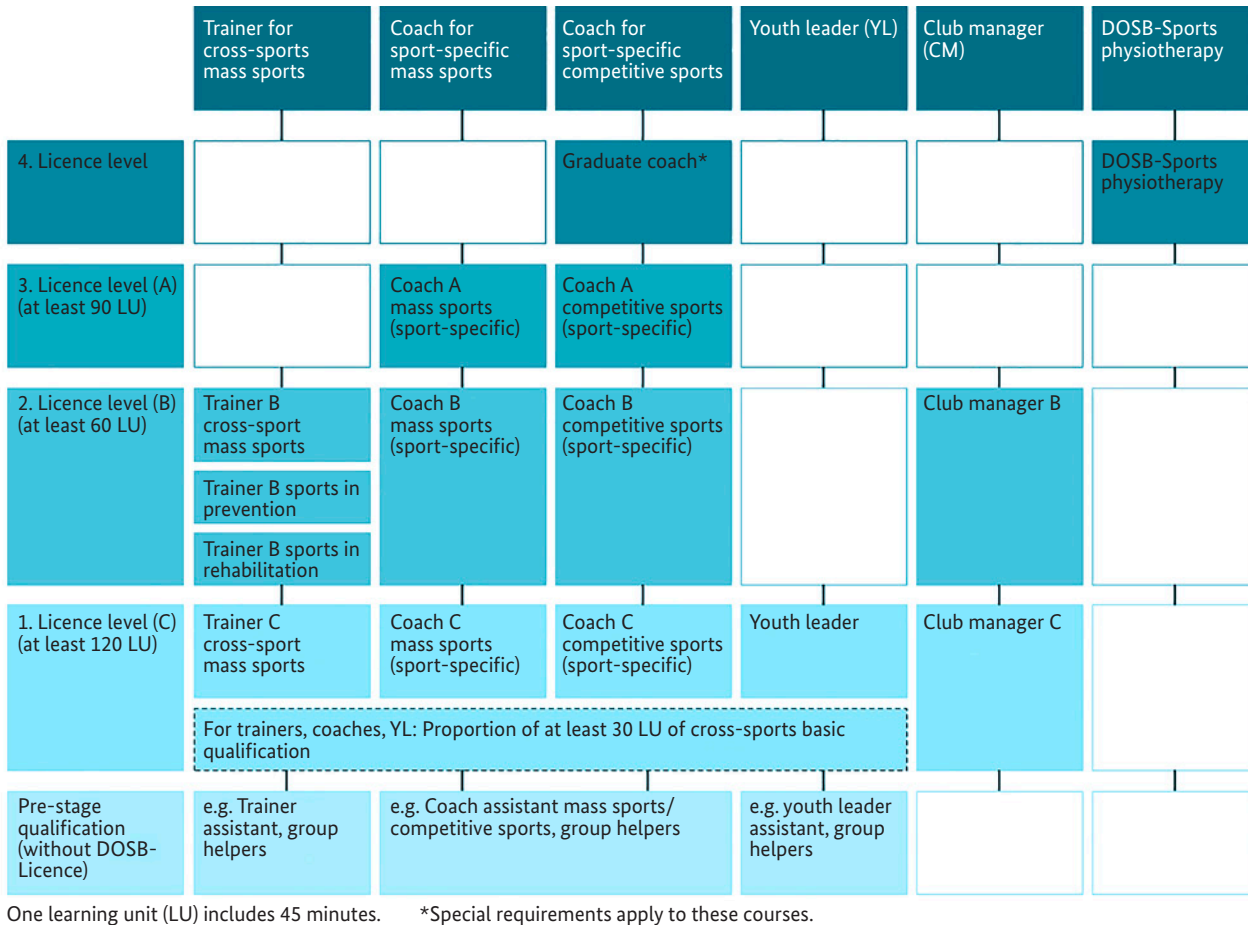 Trainer for
cross-sports
mass sports
Coach for
sport-specific
mass sports
Coach for
sport-specific
competitive sports
Youth leader (YL)
Club manager
(CM)
DOSB-Sports
physiotherapy
4. Licence level
Graduate coach*
DOSB-Sports
physiotherapy
3. Licence level (A)
(at least 90 LU)
Coach A
mass sports
(sport-specific)
Coach A
competitive sports
(sport-specific)
2. Licence level (B)
(at least 60 LU)
Trainer B
cross-sport
mass sports
Trainer B sports in
prevention
Trainer B sports in
rehabilitation
Coach B
mass sports
(sport-specific)
Coach B
competitive sports
(sport-specific)
Club manager B
1. Licence level (C)
(at least 120 LU)
Trainer C
cross-sport
mass sports
Coach C
mass sports
(sport-specific)
Coach C
competitive sports
(sport-specific)
Youth leader
Club manager C
For trainers, coaches, YL: Proportion of at least 30 LU of cross-sports basic
qualification
Pre-stage
qualification
(without DOSB-
Licence)
e.g. Trainer
assistant, group
helpers
e.g. Coach assistant mass sports/
competitive sports, group helpers
e.g. youth leader
assistant, group
helpers
One learning unit (LU) includes 45 minutes. *Special requirements apply to these courses.